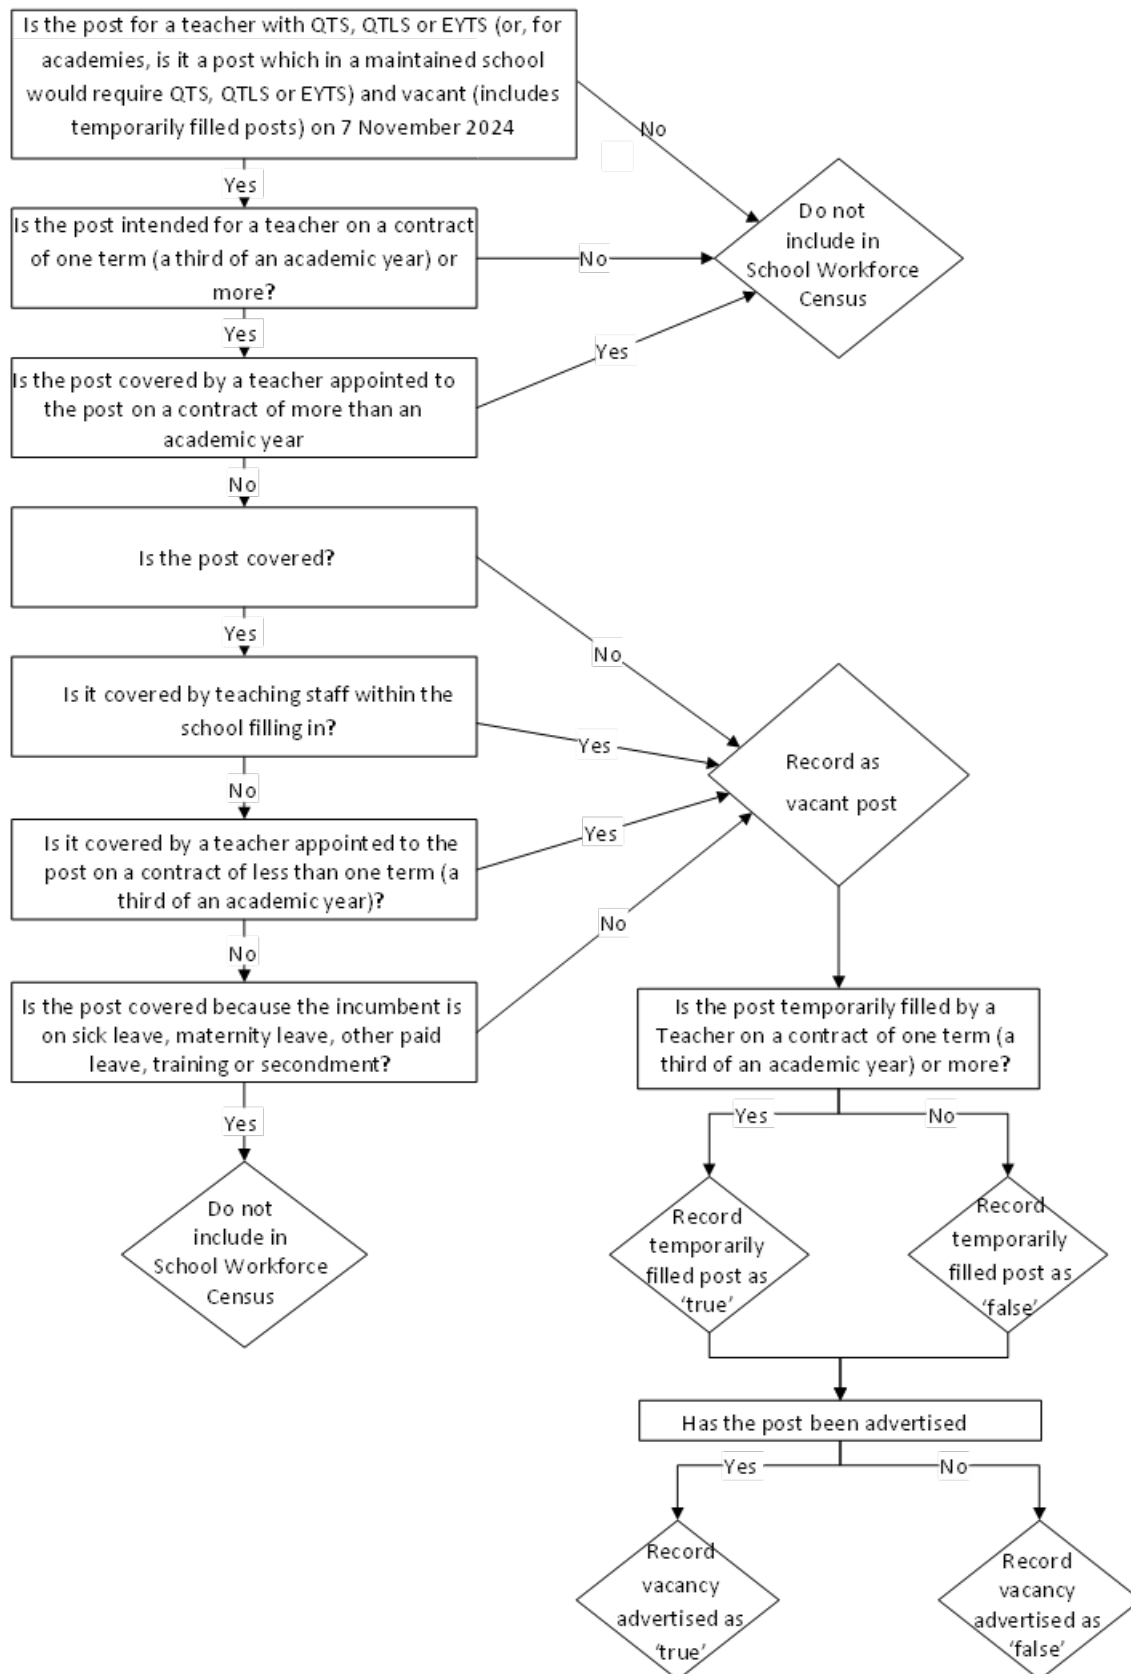 Is the post for a teacher with QTS, QTLS or EYTS (or, for
academies, is it a post which in a maintained school
would require QTS, QTLS or EYTS) and vacant (includes
temporarily filled posts) on 7 November 2024
No
Yes
Is the post intended for a teacher on a contract
of one term (a third of an academic year) or
more?
No
Do not
include in
School Workforce
Census
Yes
Yes
Is the post covered by a teacher appointed to
the post on a contract of more than an
academic year
No
Is the post covered?
No
Yes
Is it covered by teaching staff within the
school filling in?
Yes
Record as
vacant post
No
Is it covered by a teacher appointed to the
post on a contract of less than one term (a
third of an academic year)?
Yes
No
No
Is the post covered because the incumbent is
on sick leave, maternity leave, other paid
leave, training or secondment?
Yes
Do not
include in
School Workforce
Census
Is the post temporarily filled by a
Teacher on a contract of one term (a
third of an academic year) or more?
Yes
No
Record
temporarily
filled post as
‘true’
Record
temporarily
filled post as
‘false’
Has the post been advertised
Yes
No
Record
vacancy
advertised as
‘true’
Record
vacancy
advertised as
‘false’